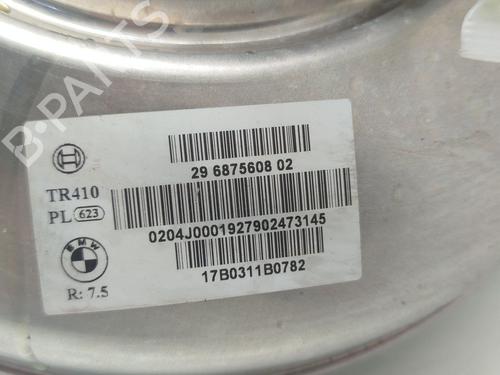 B-PARTS
29 6875608 02
TR410
PL 623
0204J0001927902473145
BMW
17B0311B0782
R: 7.5